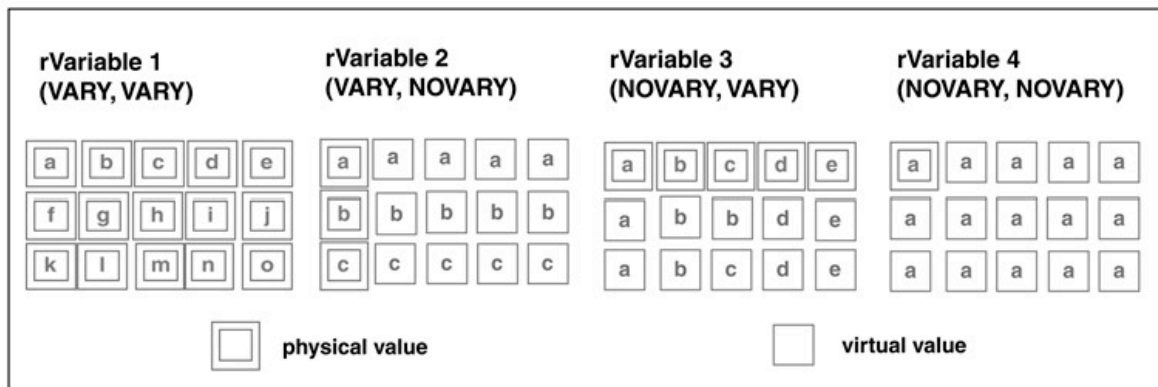 rVariable 1
(VARY, VARY)
rVariable 2
(VARY, NOVARY)
rVariable 3
(NOVARY, VARY)
rVariable 4
(NOVARY, NOVARY)
a b c d e
f g h i j
k l m n o
a a a a a
b b b b b
c c c c c
a b c d e
a b b d e
a b c d e
a a a a a
a a a a a
a a a a a
physical value
virtual value